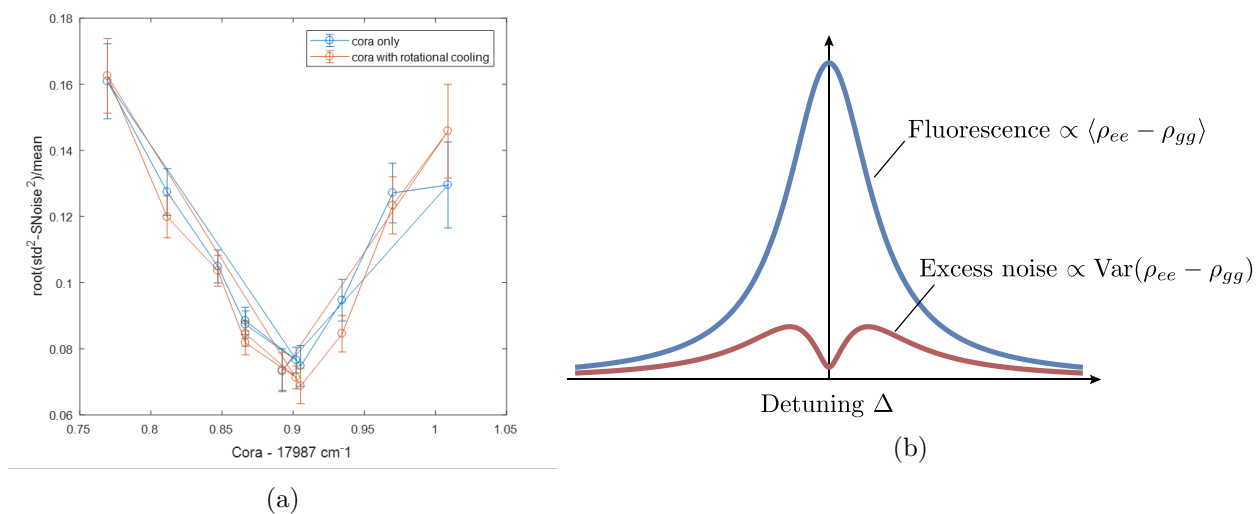 0.18
0.16
0.14
0.12
0.1
0.08
0.06
root(std²-SNoise²)/mean
cora only
cora with rotational cooling
0.75 0.8 0.85 0.9 0.95 1 1.05
Cora - 17987 cm⁻1
(a)
Fluorescence ∝ ⟨ρₑₑ − ρ_gg⟩
Excess noise ∝ Var(ρₑₑ − ρ_gg)
Detuning Δ
(b)